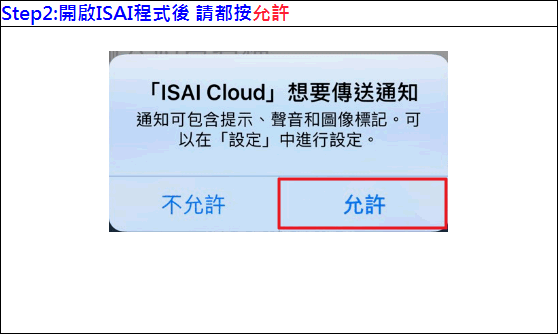 Step2:開啟ISAI程式後 請都按允許
「ISAI Cloud」想要傳送通知
通知可包含提示、聲音和圖像標記。可
以在「設定」中進行設定。
不允許
允許